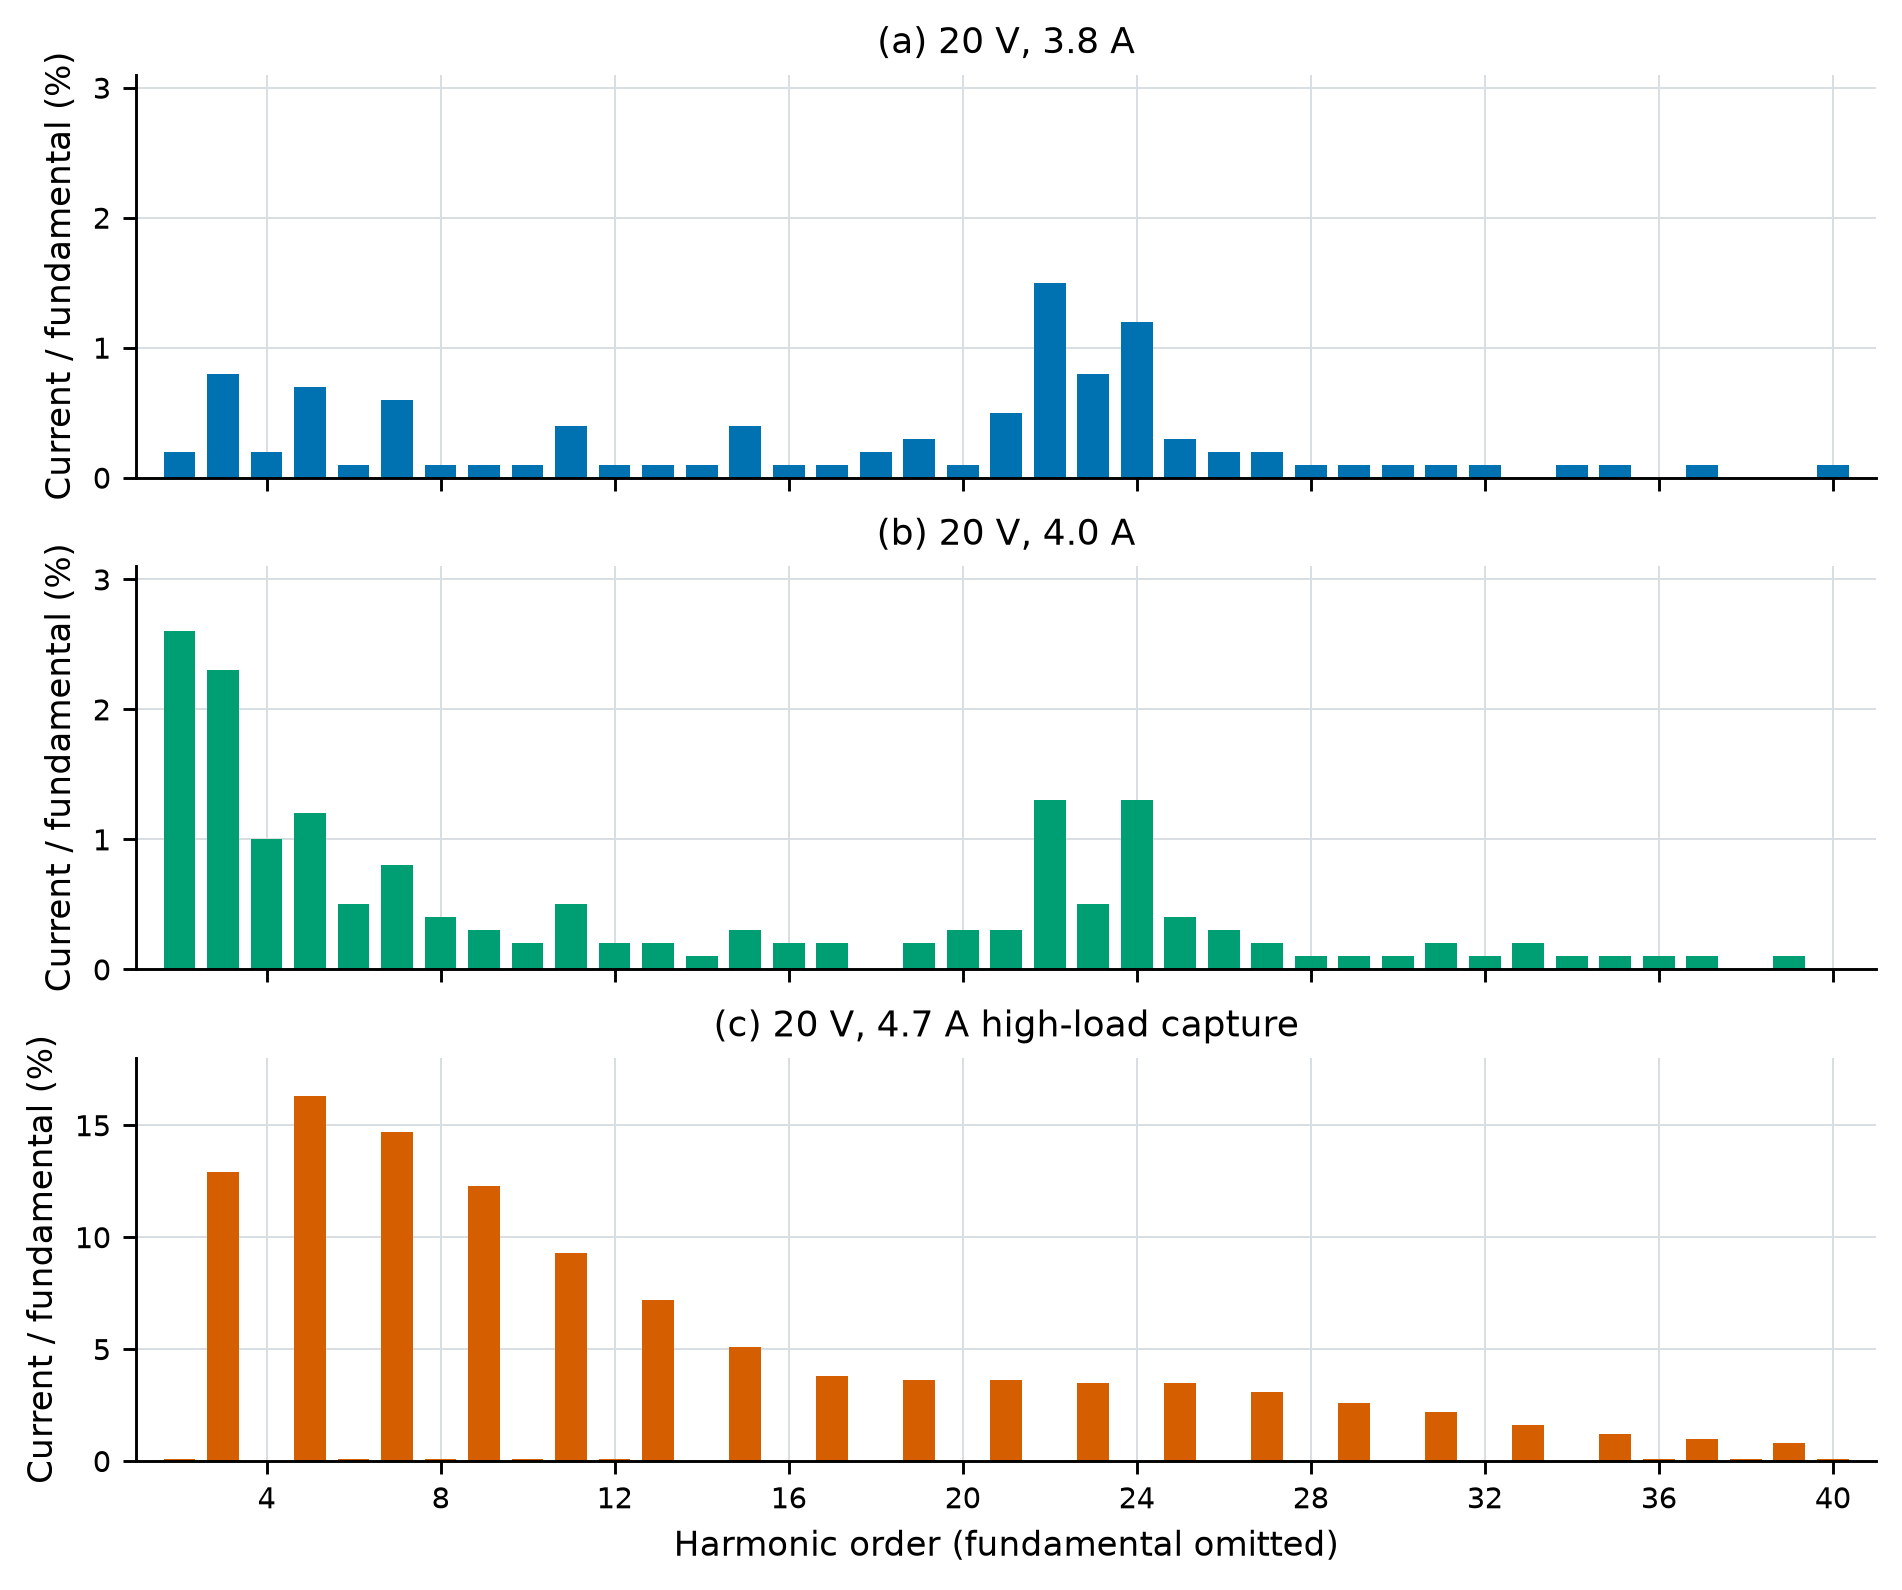 (a) 20 V, 3.8 A
Current / fundamental (%)
3
2
1
0
(b) 20 V, 4.0 A
Current / fundamental (%)
3
2
1
0
(c) 20 V, 4.7 A high-load capture
Current / fundamental (%)
15
10
5
0
4 8 12 16 20 24 28 32 36 40
Harmonic order (fundamental omitted)